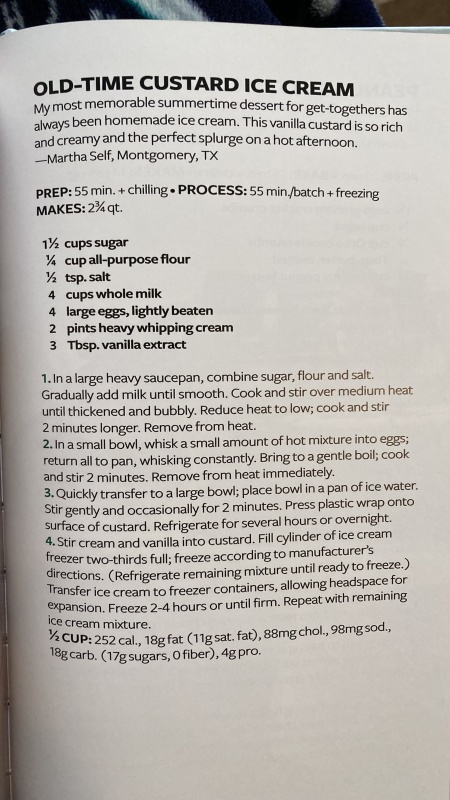 OLD-TIME CUSTARD ICE CREAM
My most memorable summertime dessert for get-togethers has
always been homemade ice cream. This vanilla custard is so rich
and creamy and the perfect splurge on a hot afternoon.
—Martha Self, Montgomery, TX
PREP: 55 min. + chilling • PROCESS: 55 min./batch + freezing
MAKES: 2¾ qt.
1½ cups sugar
¼ cup all-purpose flour
½ tsp. salt
4 cups whole milk
4 large eggs, lightly beaten
2 pints heavy whipping cream
3 Tbsp. vanilla extract
1. In a large heavy saucepan, combine sugar, flour and salt.
Gradually add milk until smooth. Cook and stir over medium heat
until thickened and bubbly. Reduce heat to low; cook and stir
2 minutes longer. Remove from heat.
2. In a small bowl, whisk a small amount of hot mixture into eggs;
return all to pan, whisking constantly. Bring to a gentle boil; cook
and stir 2 minutes. Remove from heat immediately.
3. Quickly transfer to a large bowl; place bowl in a pan of ice water.
Stir gently and occasionally for 2 minutes. Press plastic wrap onto
surface of custard. Refrigerate for several hours or overnight.
4. Stir cream and vanilla into custard. Fill cylinder of ice cream
freezer two-thirds full; freeze according to manufacturer's
directions. (Refrigerate remaining mixture until ready to freeze.)
Transfer ice cream to freezer containers, allowing headspace for
expansion. Freeze 2-4 hours or until firm. Repeat with remaining
ice cream mixture.
½ CUP: 252 cal., 18g fat (11g sat. fat), 88mg chol., 98mg sod.,
18g carb. (17g sugars, 0 fiber), 4g pro.